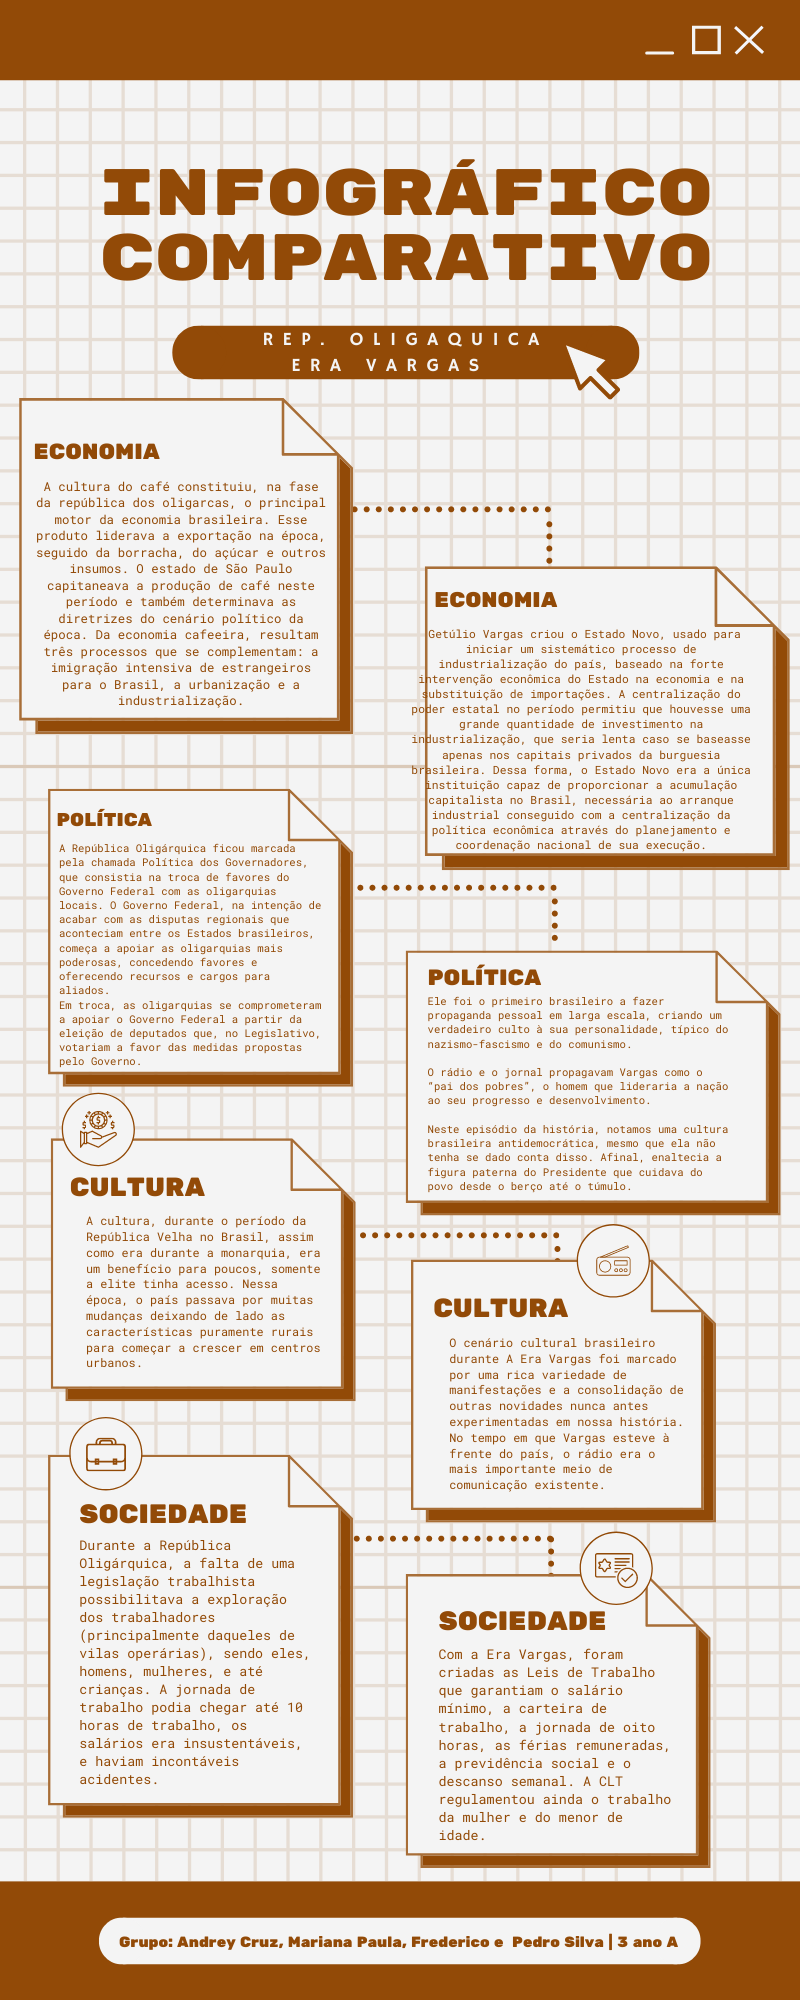 INFOGRÁFICO
COMPARATIVO
REP. OLIGAQUICA
ERA VARGAS
ECONOMIA
A cultura do café constituiu, na fase
da república dos oligarcas, o principal
motor da economia brasileira. Esse
produto liderava a exportação na época,
seguido da borracha, do açúcar e outros
insumos. O estado de São Paulo
capitaneava a produção de café neste
período e também determinava as
diretrizes do cenário político da
época. Da economia cafeeira, resultam
três processos que se complementam: a
imigração intensiva de estrangeiros
para o Brasil, a urbanização e a
industrialização.
ECONOMIA
Getúlio Vargas criou o Estado Novo, usado para
iniciar um sistemático processo de
industrialização do país, baseado na forte
intervenção econômica do Estado na economia e na
substituição de importações. A centralização do
poder estatal no período permitiu que houvesse uma
grande quantidade de investimento na
industrialização, que seria lenta caso se baseasse
apenas nos capitais privados da burguesia
brasileira. Dessa forma, o Estado Novo era a única
instituição capaz de proporcionar a acumulação
capitalista no Brasil, necessária ao arranque
industrial conseguido com a centralização da
política econômica através do planejamento e
coordenação nacional de sua execução.
POLÍTICA
A República Oligárquica ficou marcada
pela chamada Política dos Governadores,
que consistia na troca de favores do
Governo Federal com as oligarquias
locais. O Governo Federal, na intenção de
acabar com as disputas regionais que
aconteciam entre os Estados brasileiros,
começa a apoiar as oligarquias mais
poderosas, concedendo favores e
oferecendo recursos e cargos para
aliados.
Em troca, as oligarquias se comprometeram
a apoiar o Governo Federal a partir da
eleição de deputados que, no Legislativo,
votariam a favor das medidas propostas
pelo Governo.
POLÍTICA
Ele foi o primeiro brasileiro a fazer
propaganda pessoal em larga escala, criando um
verdadeiro culto à sua personalidade, típico do
nazismo-fascismo e do comunismo.
O rádio e o jornal propagavam Vargas como o
“pai dos pobres”, o homem que lideraria a nação
ao seu progresso e desenvolvimento.
Neste episódio da história, notamos uma cultura
brasileira antidemocrática, mesmo que ela não
tenha se dado conta disso. Afinal, enaltecia a
figura paterna do Presidente que cuidava do
povo desde o berço até o túmulo.
CULTURA
A cultura, durante o período da
República Velha no Brasil, assim
como era durante a monarquia, era
um benefício para poucos, somente
a elite tinha acesso. Nessa
época, o país passava por muitas
mudanças deixando de lado as
características puramente rurais
para começar a crescer em centros
urbanos.
CULTURA
O cenário cultural brasileiro
durante A Era Vargas foi marcado
por uma rica variedade de
manifestações e a consolidação de
outras novidades nunca antes
experimentadas em nossa história.
No tempo em que Vargas esteve à
frente do país, o rádio era o
mais importante meio de
comunicação existente.
SOCIEDADE
Durante a República
Oligárquica, a falta de uma
legislação trabalhista
possibilitava a exploração
dos trabalhadores
(principalmente daqueles de
vilas operárias), sendo eles,
homens, mulheres, e até
crianças. A jornada de
trabalho podia chegar até 10
horas de trabalho, os
salários era insustentáveis,
e haviam incontáveis
acidentes.
SOCIEDADE
Com a Era Vargas, foram
criadas as Leis de Trabalho
que garantiam o salário
mínimo, a carteira de
trabalho, a jornada de oito
horas, as férias remuneradas,
a previdência social e o
descanso semanal. A CLT
regulamentou ainda o trabalho
da mulher e do menor de
idade.
Grupo: Andrey Cruz, Mariana Paula, Frederico e Pedro Silva | 3 ano A